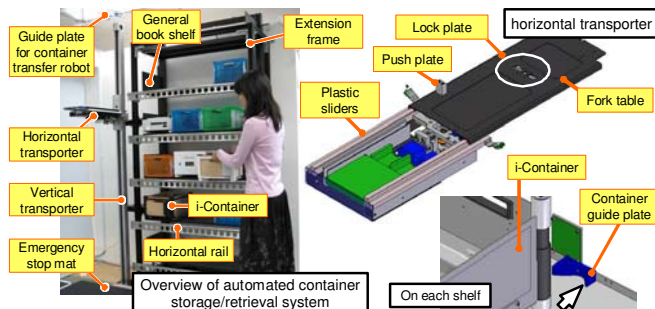 Guide plate
for container
transfer robot
General
book shelf
Extension
frame
Horizontal
transporter
Vertical
transporter
i-Container
Horizontal rail
Emergency
stop mat
Overview of automated container
storage/retrieval system
horizontal transporter
Lock plate
Push plate
Plastic
sliders
Fork table
i-Container
Container
guide plate
On each shelf